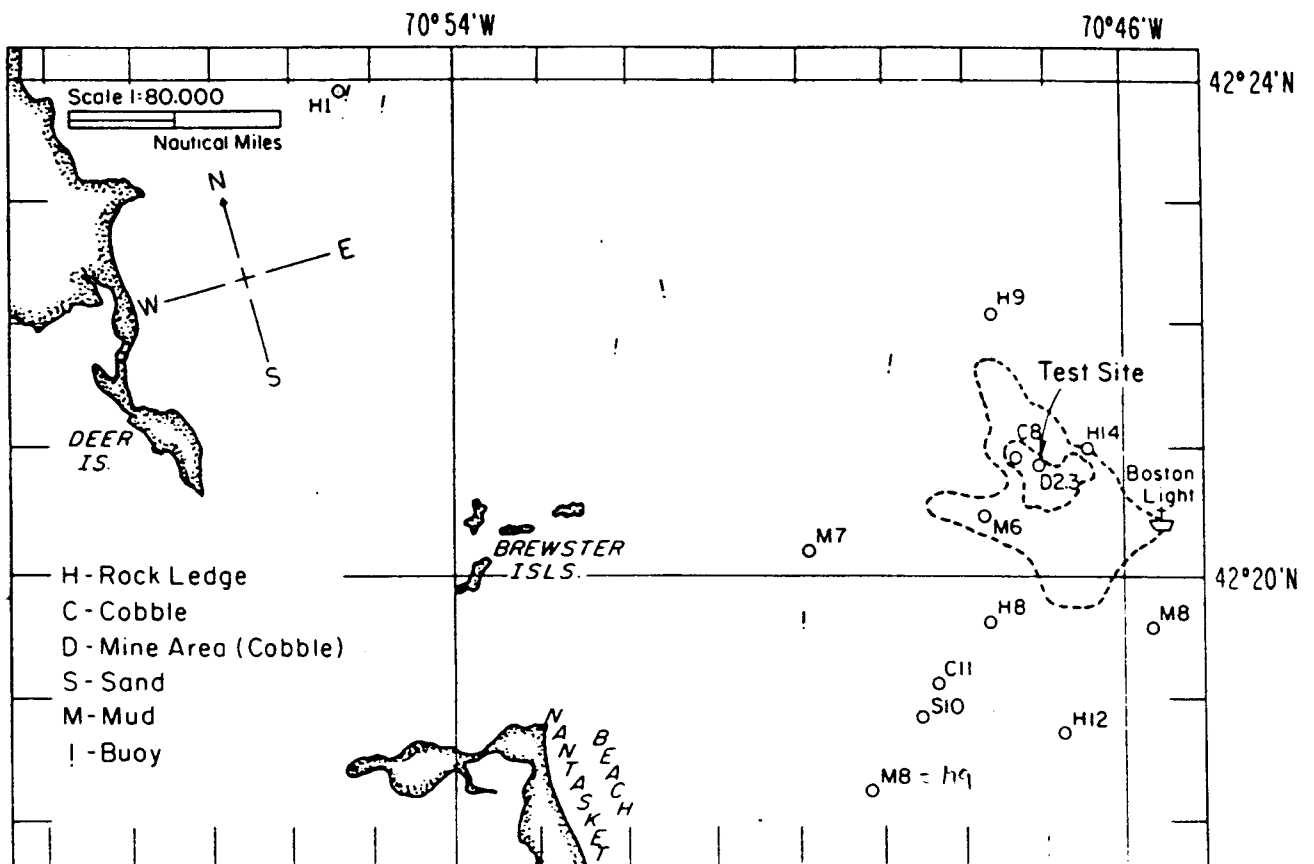 70°54'W
70°46'W
42°24'N
Scale 1:80.000
Nautical Miles
H1
N
E
W
S
H9
Test Site
C8
H14
D2.3
Boston
Light
DEER
IS.
M6
M7
BREWSTER
ISLS.
42°20'N
H - Rock Ledge
C - Cobble
D - Mine Area (Cobble)
S - Sand
M - Mud
! - Buoy
H8
M8
C11
S10
H12
NANTASKET
BEACH
M8 = hq